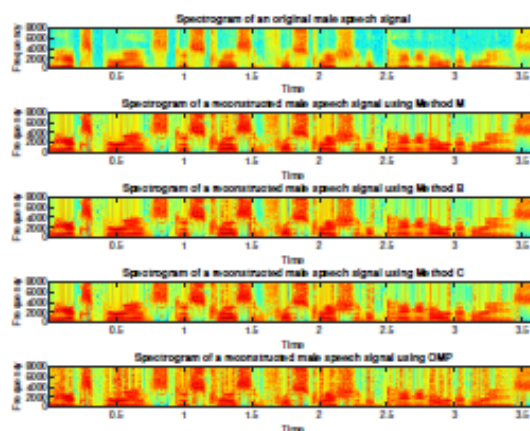 Spectrogram of an original male speech signal
Frequency
8000
6000
4000
2000
0
0.5 1 1.5 2 2.5 3 3.5
Time
Spectrogram of a reconstructed male speech signal using Method M
Frequency
8000
6000
4000
2000
0
0.5 1 1.5 2 2.5 3 3.5
Time
Spectrogram of a reconstructed male speech signal using Method B
Frequency
8000
6000
4000
2000
0
0.5 1 1.5 2 2.5 3 3.5
Time
Spectrogram of a reconstructed male speech signal using Method C
Frequency
8000
6000
4000
2000
0
0.5 1 1.5 2 2.5 3 3.5
Time
Spectrogram of a reconstructed male speech signal using OMP
Frequency
8000
6000
4000
2000
0
0.5 1 1.5 2 2.5 3 3.5
Time